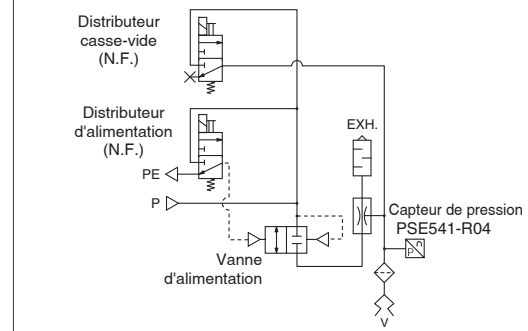 Distributeur
casse-vide
(N.F.)
Distributeur
d'alimentation
(N.F.)
EXH.
PE
P
Capteur de pression
PSE541-R04
P
Vanne
d'alimentation
V